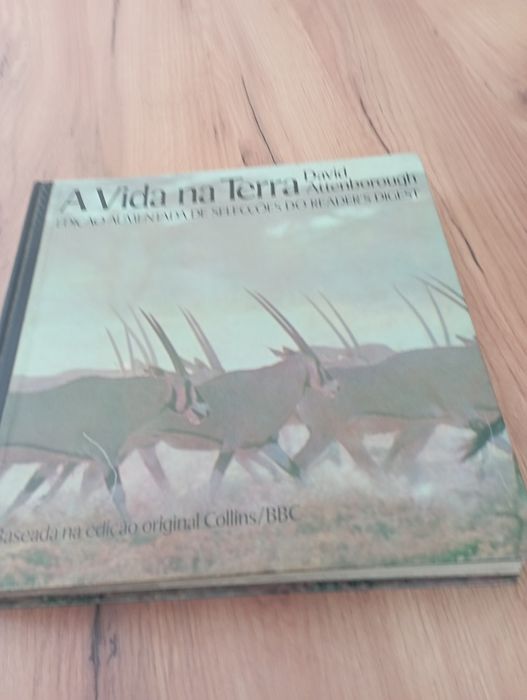 A Vida na Terra
David
Attenborough
EDIÇÃO AUMENTADA DE SELECÇÕES DO READER'S DIGEST
Baseada na edição original Collins/BBC